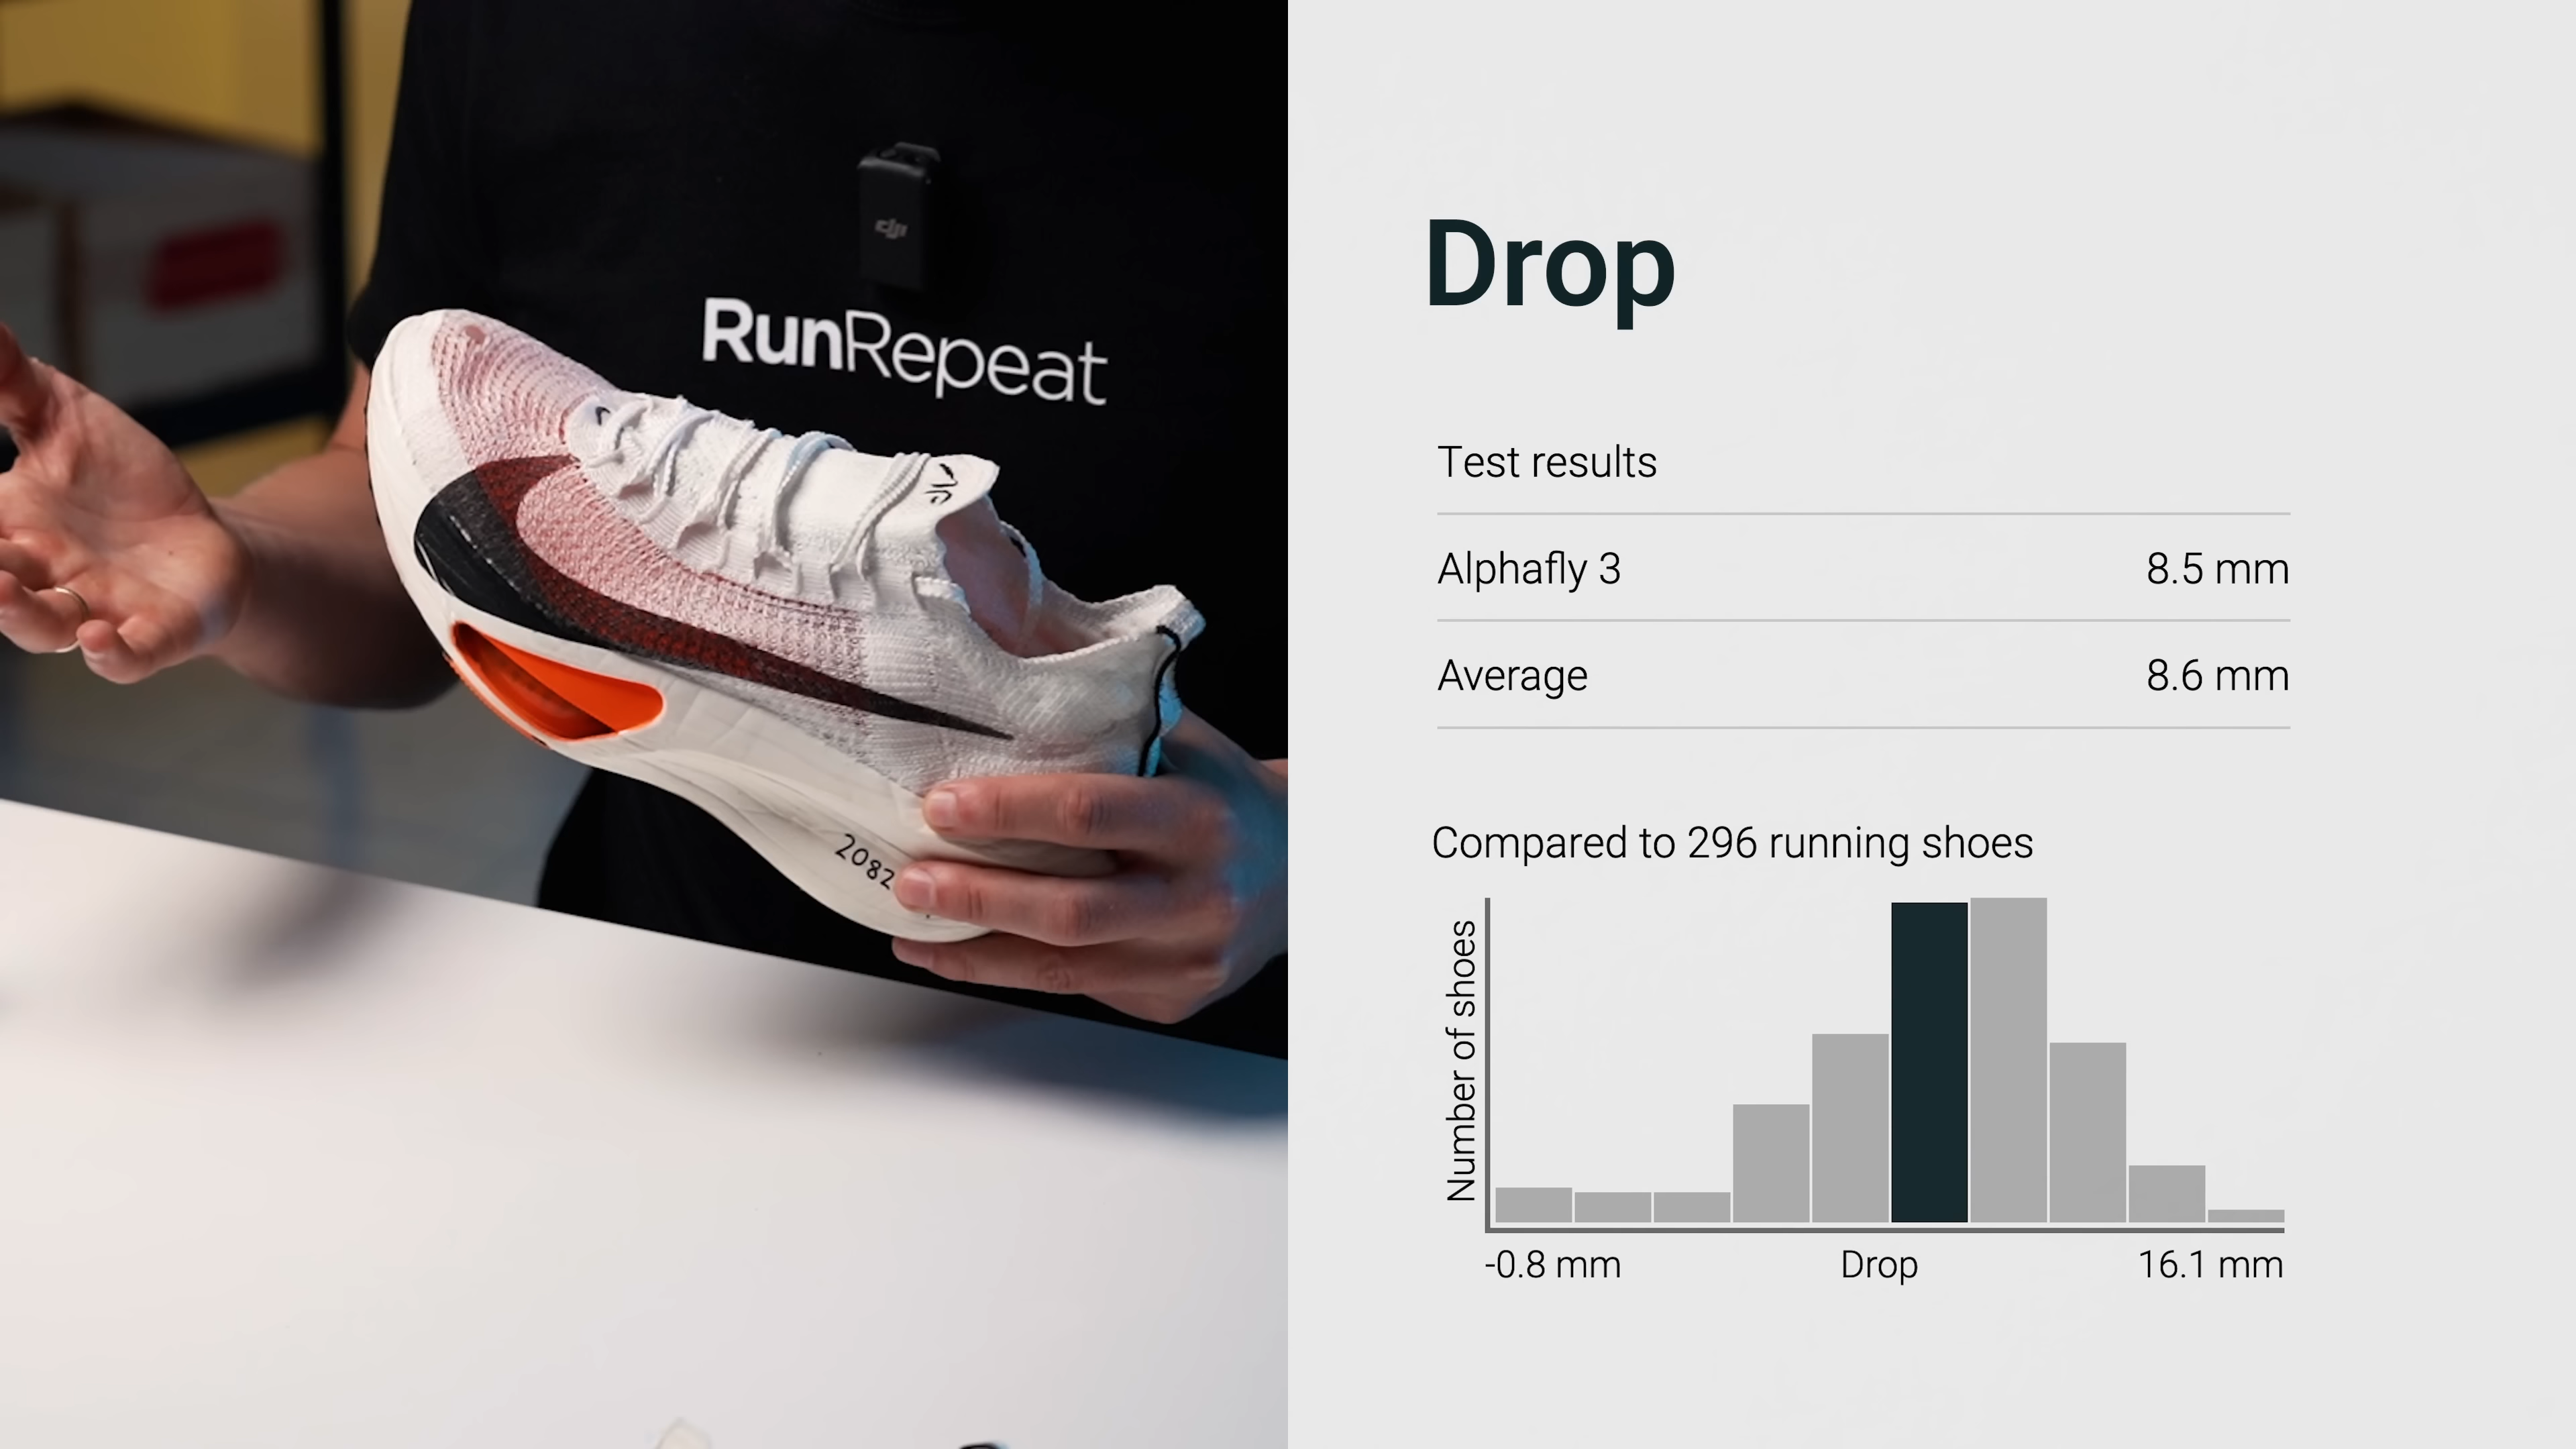 dji
RunRepeat
2082
Drop
Test results
Alphafly 3 8.5 mm
Average 8.6 mm
Compared to 296 running shoes
Number of shoes
-0.8 mm Drop 16.1 mm